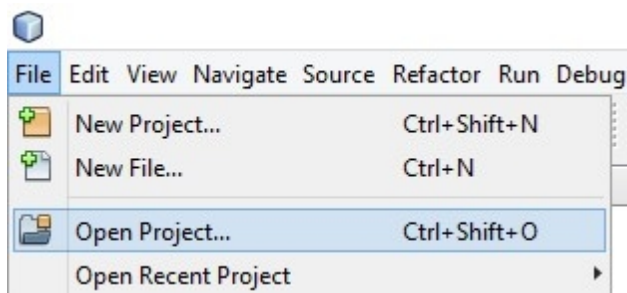 File Edit View Navigate Source Refactor Run Debug
New Project... Ctrl+Shift+N
New File... Ctrl+N
Open Project... Ctrl+Shift+O
Open Recent Project